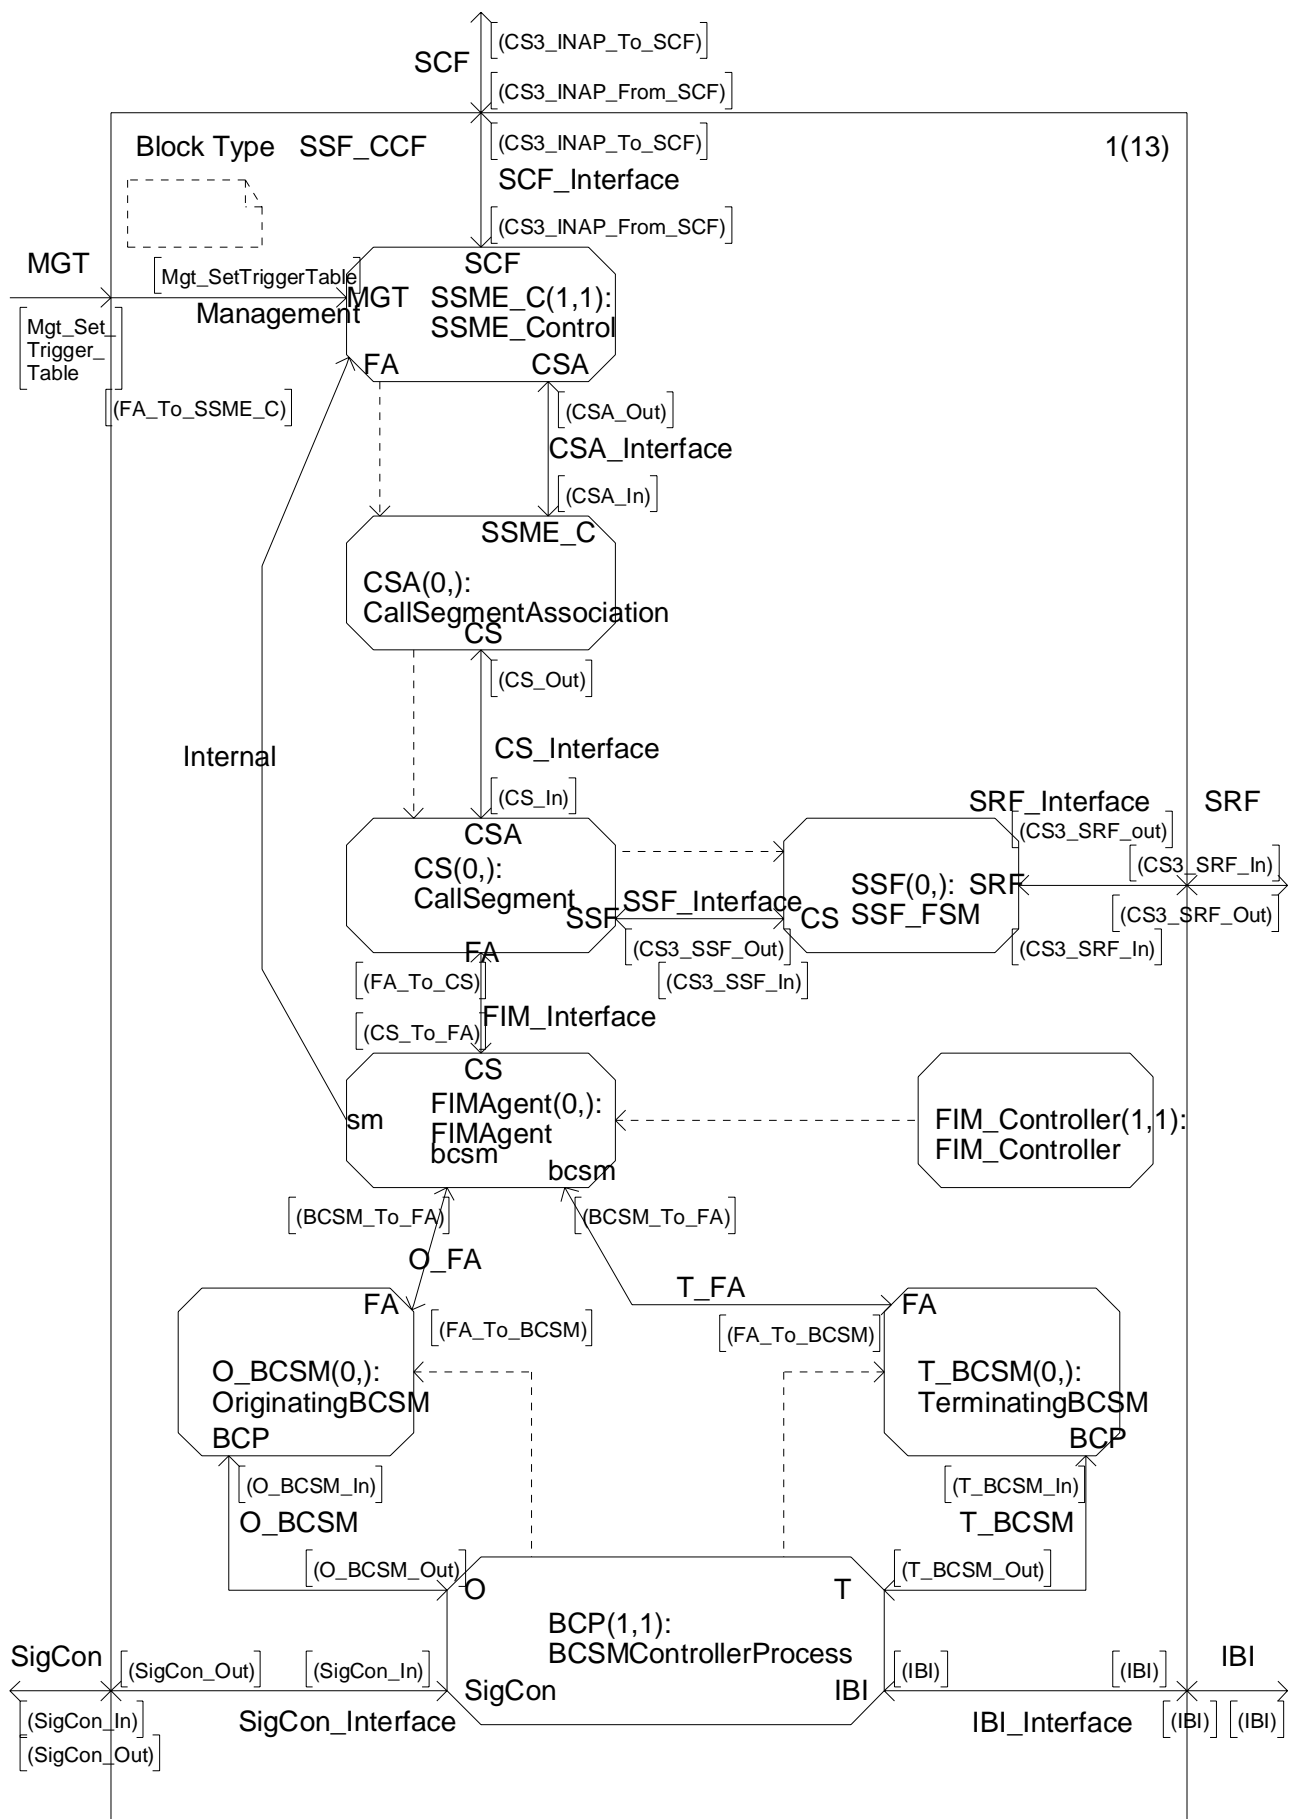 (CS3_INAP_To_SCF)
SCF
(CS3_INAP_From_SCF)
Block Type SSF_CCF
(CS3_INAP_To_SCF)
1(13)
SCF_Interface
(CS3_INAP_From_SCF)
MGT
Mgt_SetTriggerTable
SCF
MGT
SSME_C(1,1):
SSME_Control
Management
Mgt_Set_
Trigger_
Table
FA
CSA
(FA_To_SSME_C)
(CSA_Out)
CSA_Interface
(CSA_In)
SSME_C
CSA(0,):
CallSegmentAssociation
CS
(CS_Out)
Internal
CS_Interface
(CS_In)
SRF_Interface
SRF
CSA
(CS3_SRF_out)
CS(0,):
CallSegment
(CS3_SRF_In)
SSF(0,):
SSF_FSM
SRF
SSF
SSF_Interface
CS
(CS3_SRF_Out)
FA
(CS3_SSF_Out)
(CS3_SRF_In)
(FA_To_CS)
(CS3_SSF_In)
FIM_Interface
(CS_To_FA)
CS
sm
FIMAgent(0,):
FIMAgent
bcsm
bcsm
FIM_Controller(1,1):
FIM_Controller
(BCSM_To_FA)
(BCSM_To_FA)
O_FA
T_FA
FA
FA
(FA_To_BCSM)
(FA_To_BCSM)
O_BCSM(0,):
OriginatingBCSM
T_BCSM(0,):
TerminatingBCSM
BCP
BCP
(O_BCSM_In)
(T_BCSM_In)
O_BCSM
T_BCSM
(O_BCSM_Out)
(T_BCSM_Out)
O
T
BCP(1,1):
BCSMControllerProcess
SigCon
(SigCon_Out)
(SigCon_In)
SigCon
IBI
(IBI)
(IBI)
IBI
(SigCon_In)
SigCon_Interface
IBI_Interface
(IBI)
(IBI)
(SigCon_Out)